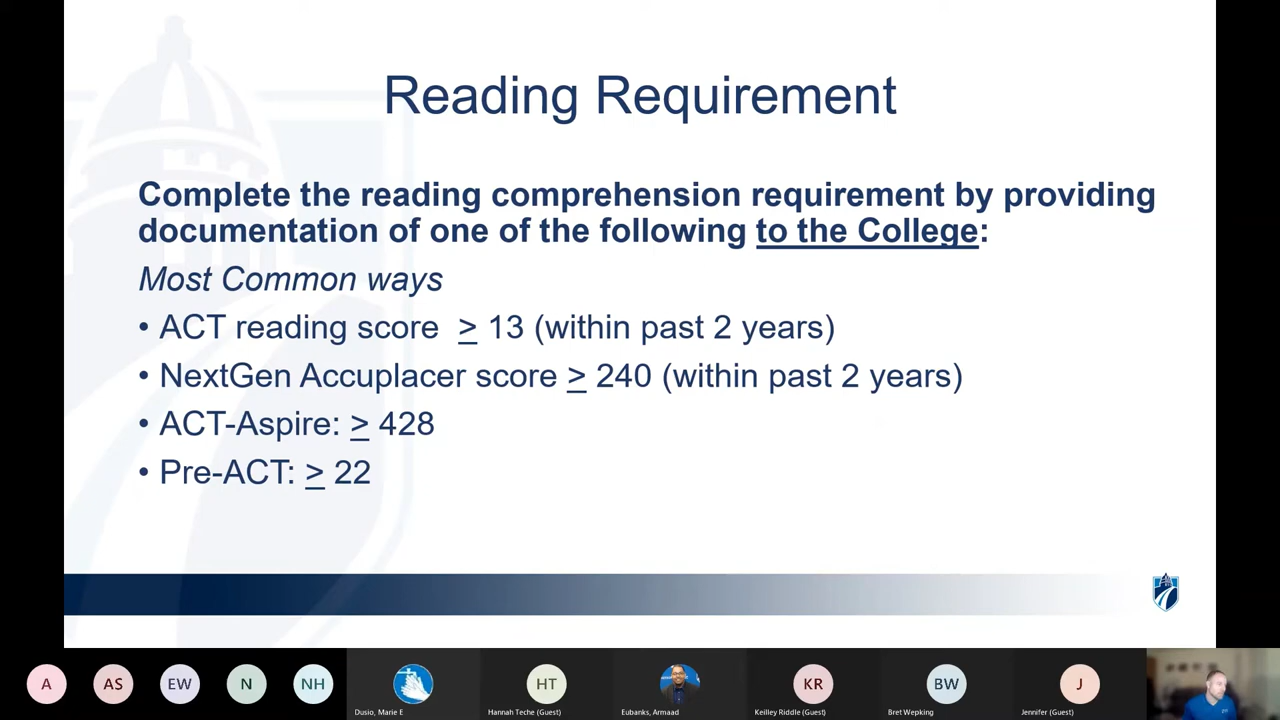 Reading Requirement
Complete the reading comprehension requirement by providing
documentation of one of the following to the College:
Most Common ways
• ACT reading score ≥ 13 (within past 2 years)
• NextGen Accuplacer score ≥ 240 (within past 2 years)
• ACT-Aspire: ≥ 428
• Pre-ACT: ≥ 22
A AS EW N NH HT KR BW J
Dusio, Marie E Hannah Teche (Guest) Eubanks, Armaad Keilley Riddle (Guest) Bret Wepking Jennifer (Guest)